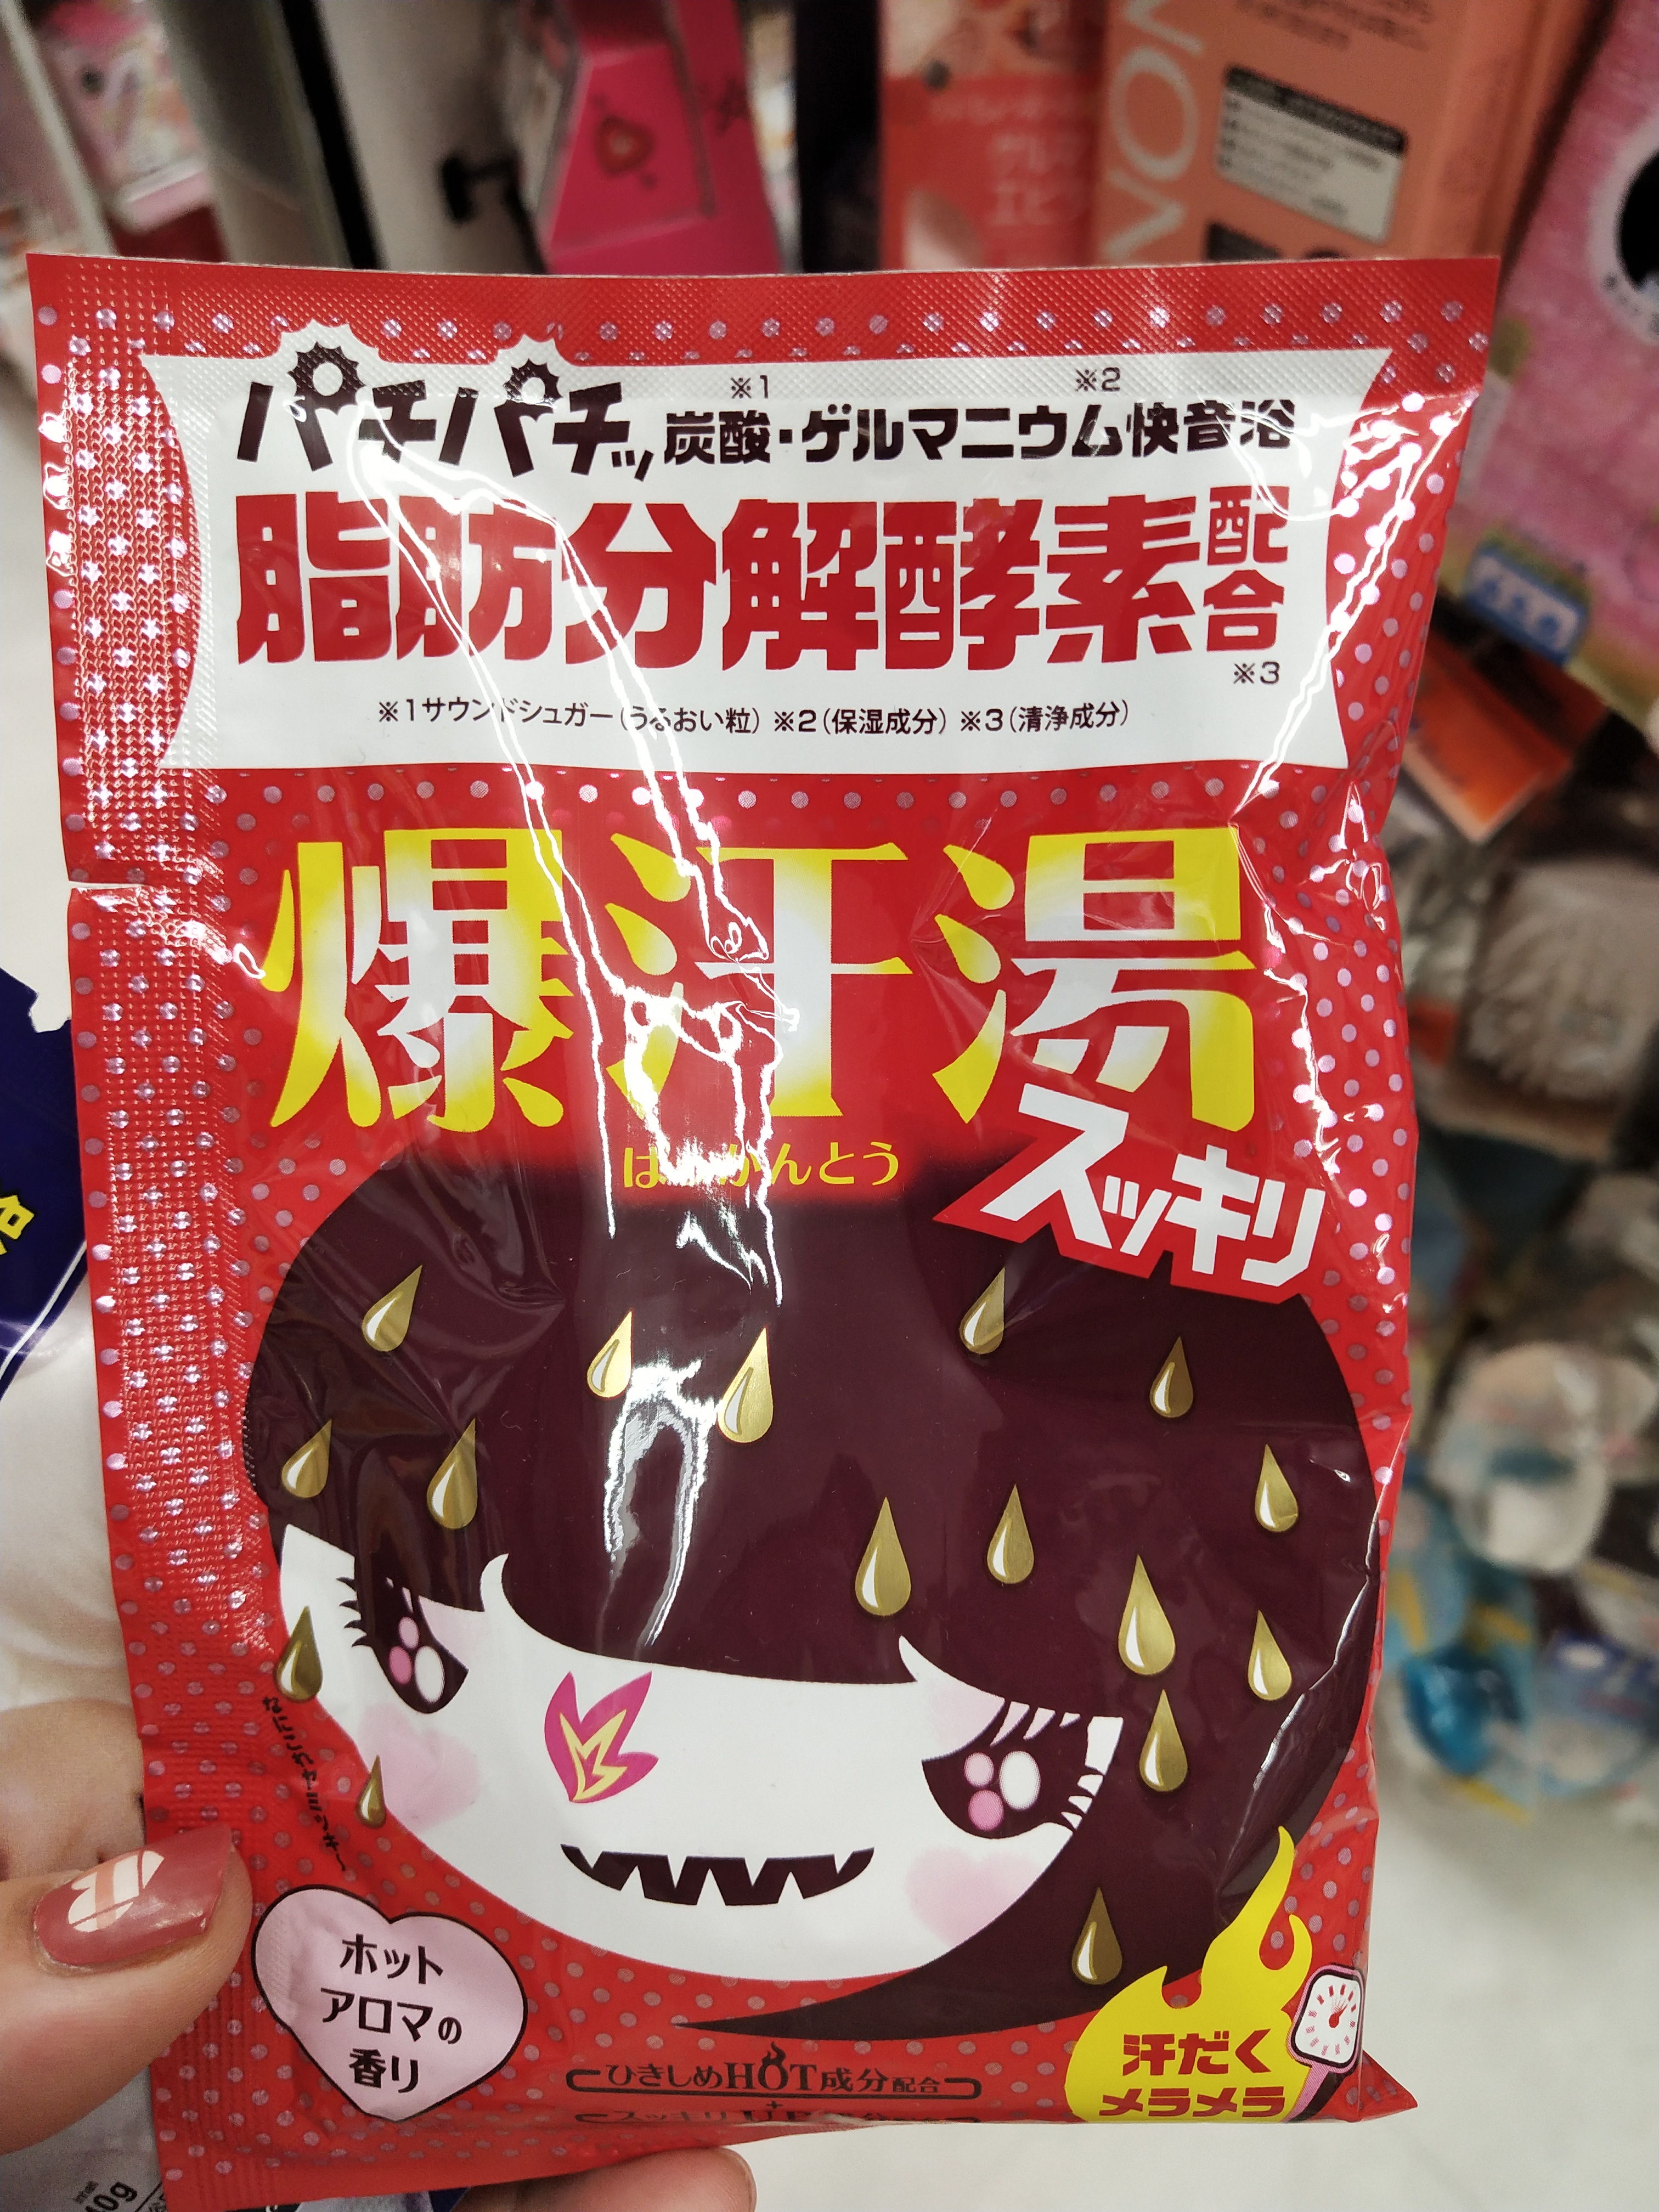 パチパチッ炭酸・ゲルマニウム快音浴
※1 ※2
脂肪分解酵素配合
※3
※1サウンドシュガー(うるおい粒) ※2(保湿成分) ※3(清浄成分)
爆汗湯
ばっかんとう
スッキリ
ホット
アロマの
香り
ひきしめHOT成分配合
+
汗だく
メラメラ